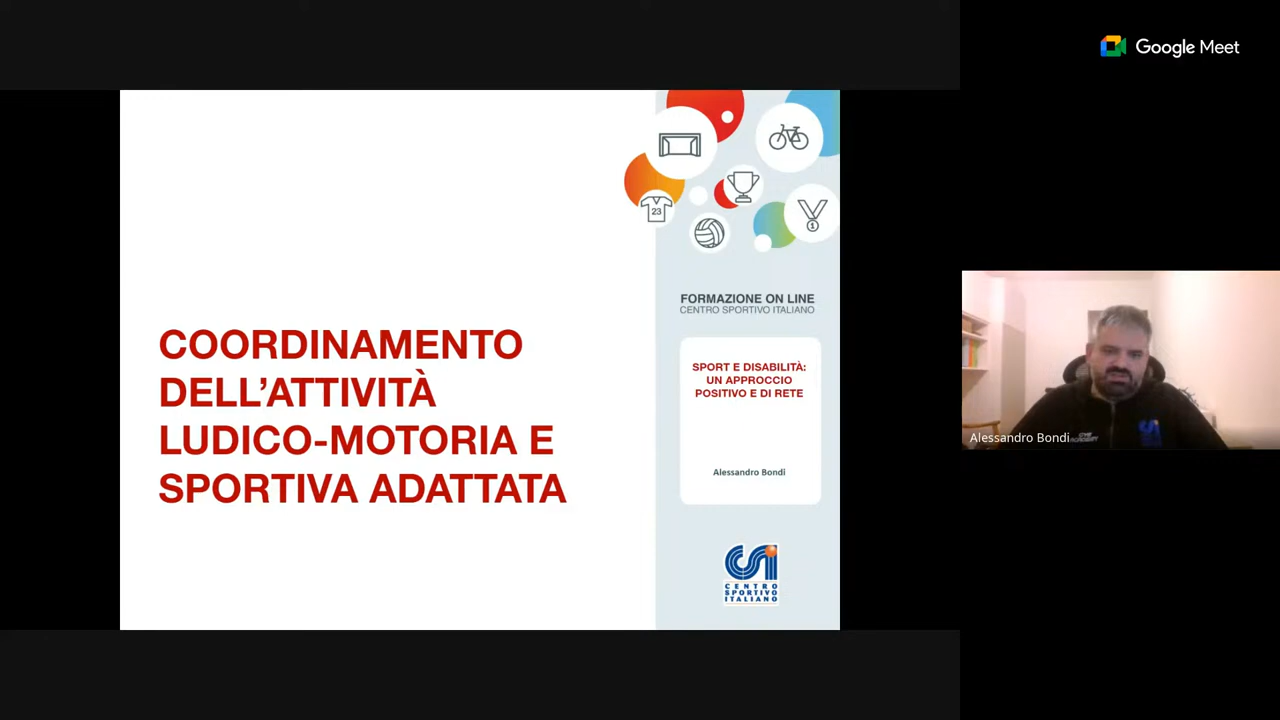 Google Meet
23
1
FORMAZIONE ON LINE
CENTRO SPORTIVO ITALIANO
COORDINAMENTO
DELL'ATTIVITÀ
LUDICO-MOTORIA E
SPORTIVA ADATTATA
SPORT E DISABILITÀ:
UN APPROCCIO
POSITIVO E DI RETE
Alessandro Bondi
CENTRO
SPORTIVO
ITALIANO
Alessandro Bondi